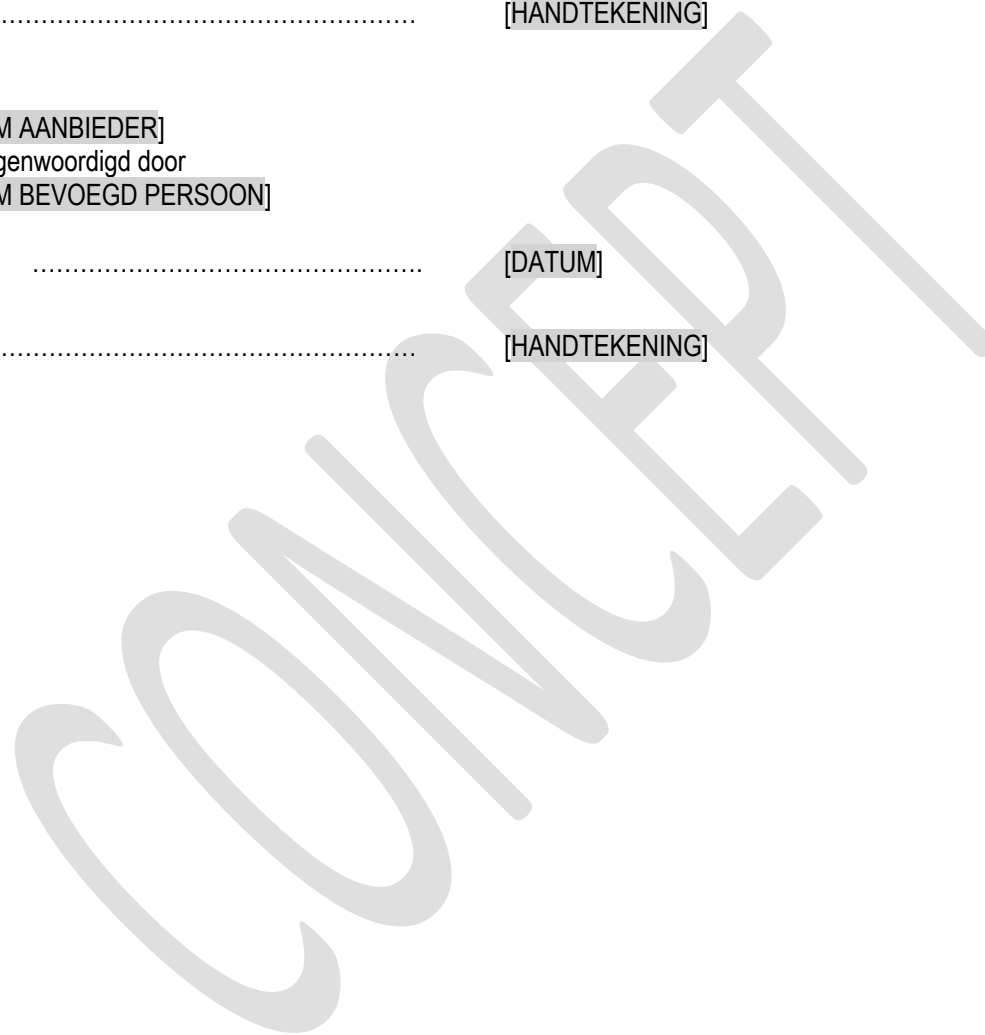 ……………………………………………. [HANDTEKENING]
M AANBIEDER]
genwoordigd door
M BEVOEGD PERSOON]
…………………………………………. [DATUM]
……………………………………………. [HANDTEKENING]
CONCEPT